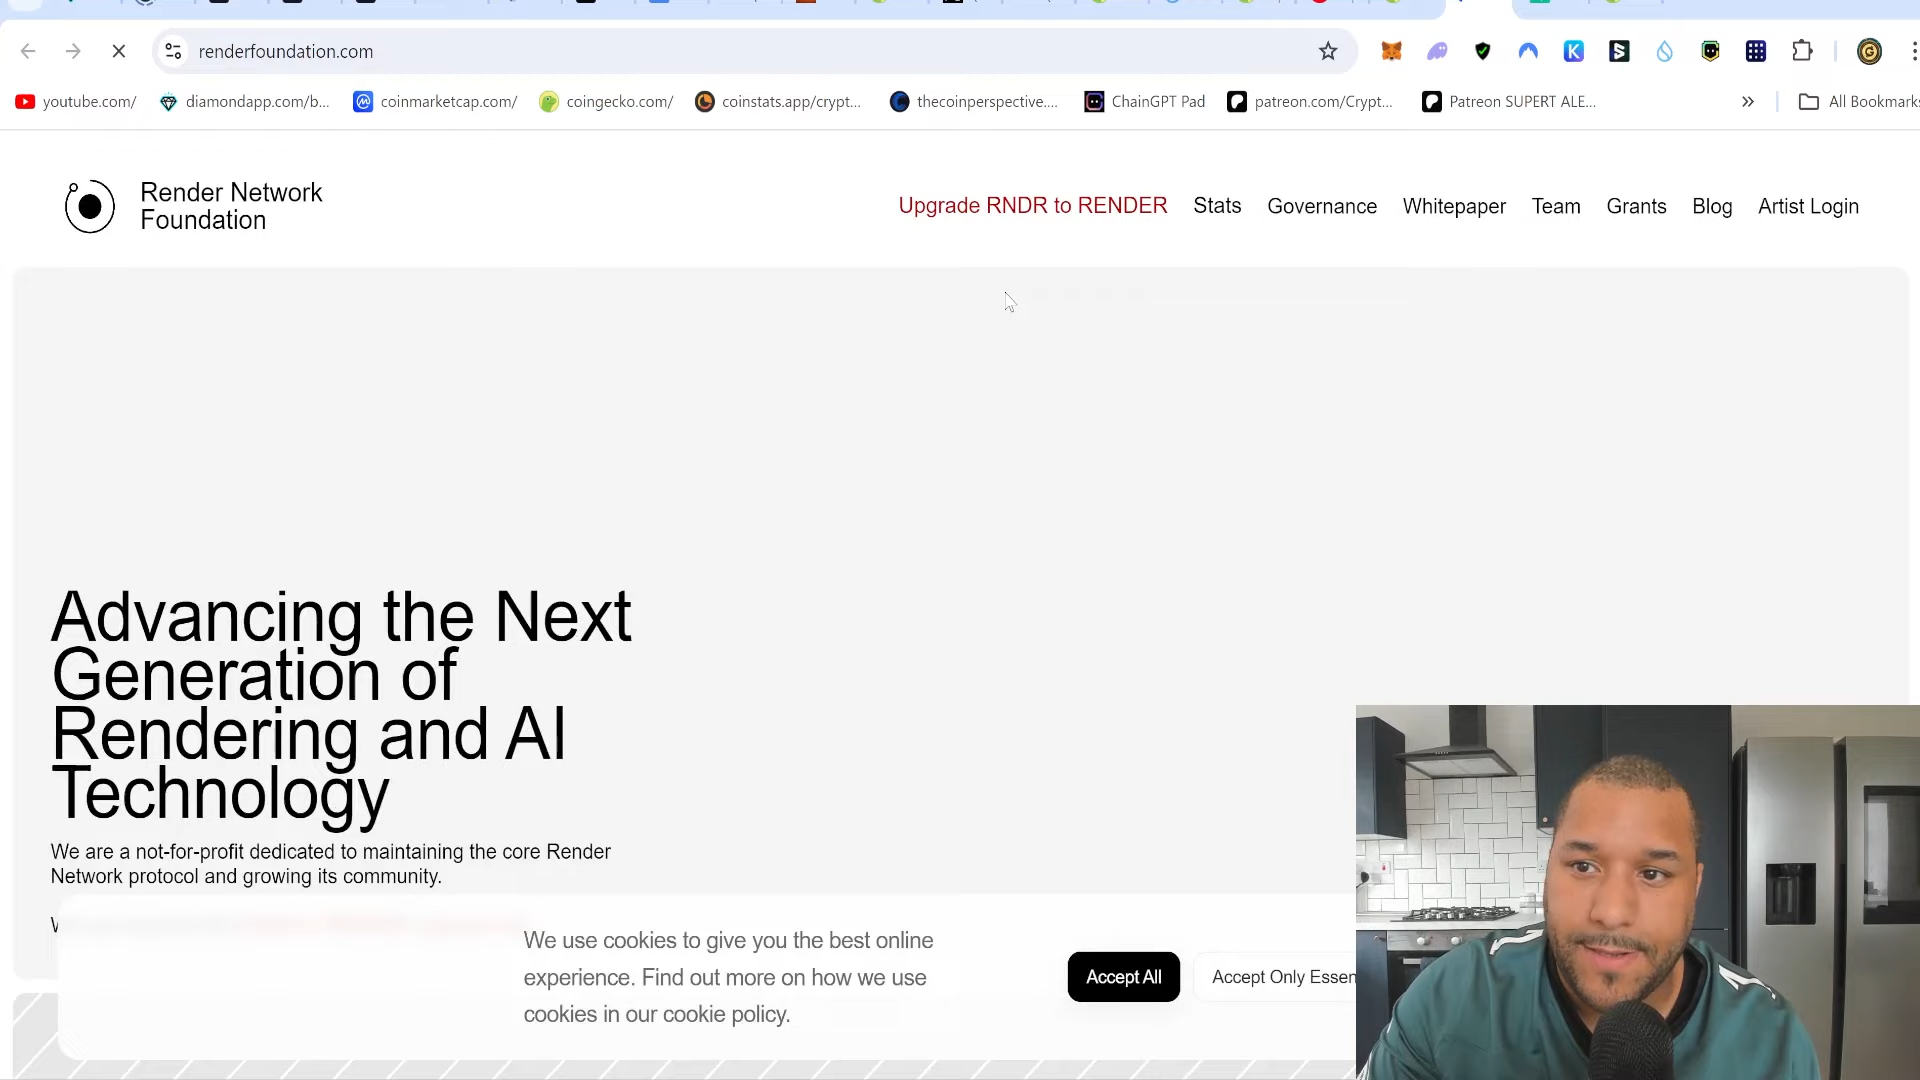 renderfoundation.com
youtube.com/ diamondapp.com/b... coinmarketcap.com/ coingecko.com/ coinstats.app/crypt... thecoinperspective.... ChainGPT Pad patreon.com/Crypt... Patreon SUPERT ALE... » All Bookmarks
Render Network
Foundation
Upgrade RNDR to RENDER Stats Governance Whitepaper Team Grants Blog Artist Login
Advancing the Next
Generation of
Rendering and AI
Technology
We are a not-for-profit dedicated to maintaining the core Render
Network protocol and growing its community.
We use cookies to give you the best online
experience. Find out more on how we use
cookies in our cookie policy.
Accept All
Accept Only Essen